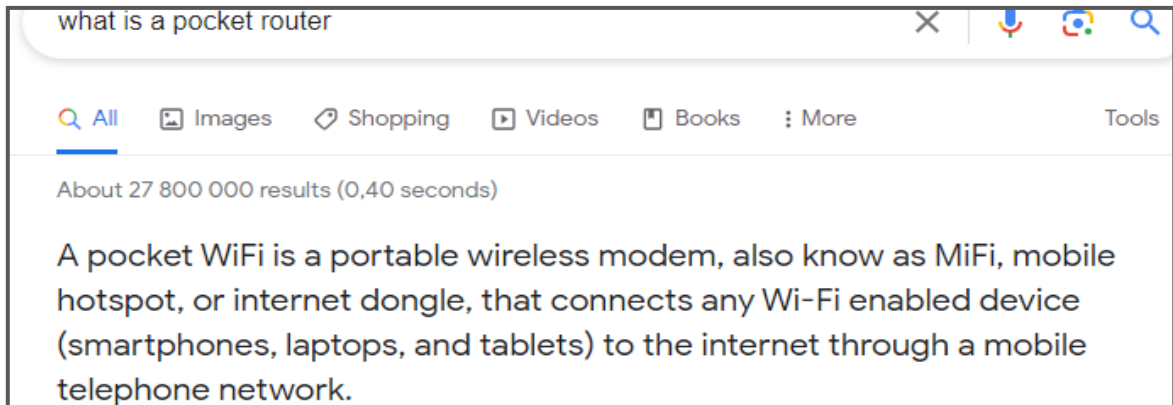 what is a pocket router
All Images Shopping Videos Books More Tools
About 27 800 000 results (0,40 seconds)
A pocket WiFi is a portable wireless modem, also know as MiFi, mobile
hotspot, or internet dongle, that connects any Wi-Fi enabled device
(smartphones, laptops, and tablets) to the internet through a mobile
telephone network.